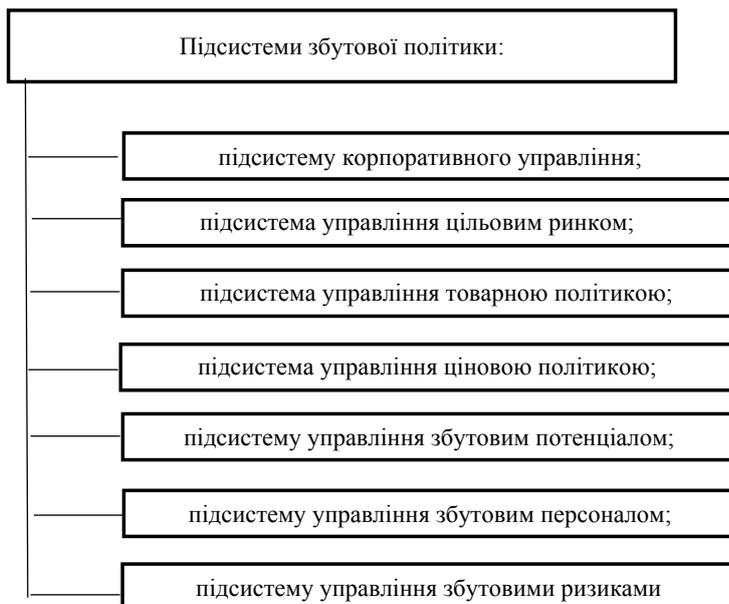 Підсистеми збутової політики:
підсистему корпоративного управління;
підсистема управління цільовим ринком;
підсистема управління товарною політикою;
підсистема управління ціновою політикою;
підсистему управління збутовим потенціалом;
підсистему управління збутовим персоналом;
підсистему управління збутовими ризиками